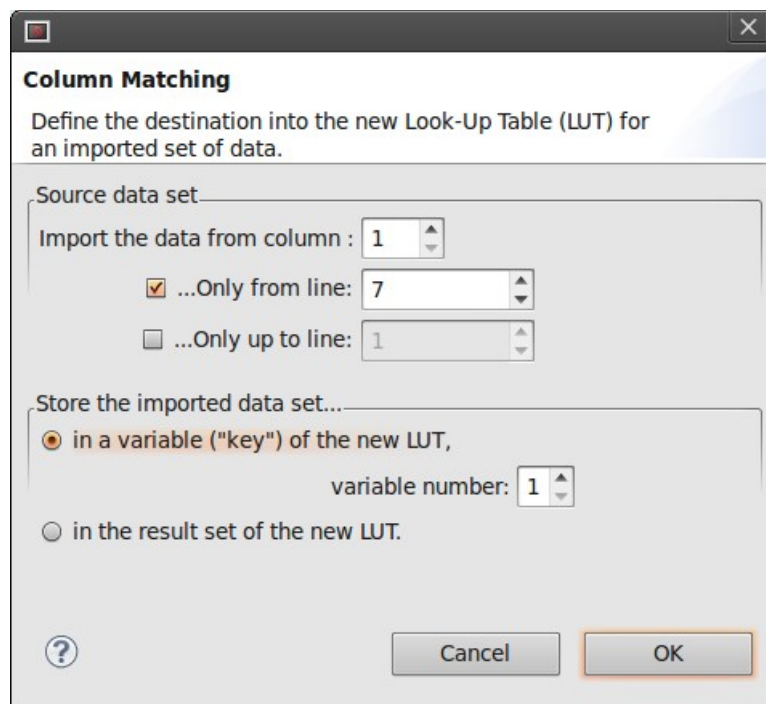 Column Matching
Define the destination into the new Look-Up Table (LUT) for
an imported set of data.
Source data set
Import the data from column : 1
...Only from line: 7
...Only up to line: 1
Store the imported data set...
in a variable ("key") of the new LUT,
variable number: 1
in the result set of the new LUT.
? Cancel OK